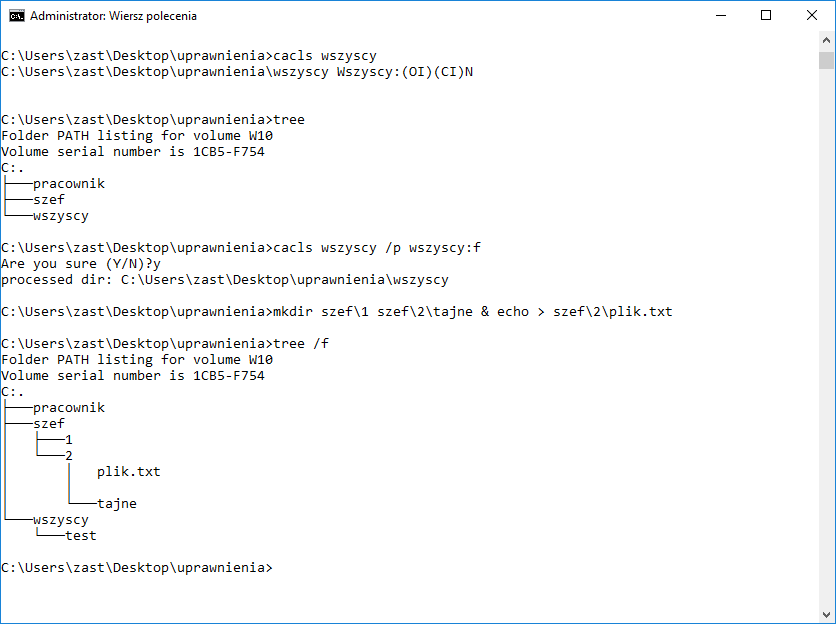 Administrator: Wiersz polecenia
C:\Users\zast\Desktop\uprawnienia>cacls wszyscy
C:\Users\zast\Desktop\uprawnienia\wszyscy Wszyscy:(OI)(CI)N
C:\Users\zast\Desktop\uprawnienia>tree
Folder PATH listing for volume W10
Volume serial number is 1CB5-F754
C:.
├───pracownik
├───szef
└───wszyscy
C:\Users\zast\Desktop\uprawnienia>cacls wszyscy /p wszyscy:f
Are you sure (Y/N)?y
processed dir: C:\Users\zast\Desktop\uprawnienia\wszyscy
C:\Users\zast\Desktop\uprawnienia>mkdir szef\1 szef\2\tajne & echo > szef\2\plik.txt
C:\Users\zast\Desktop\uprawnienia>tree /f
Folder PATH listing for volume W10
Volume serial number is 1CB5-F754
C:.
├───pracownik
├───szef
│   ├───1
│   └───2
│       │   plik.txt
│       │
│       └───tajne
└───wszyscy
    └───test
C:\Users\zast\Desktop\uprawnienia>